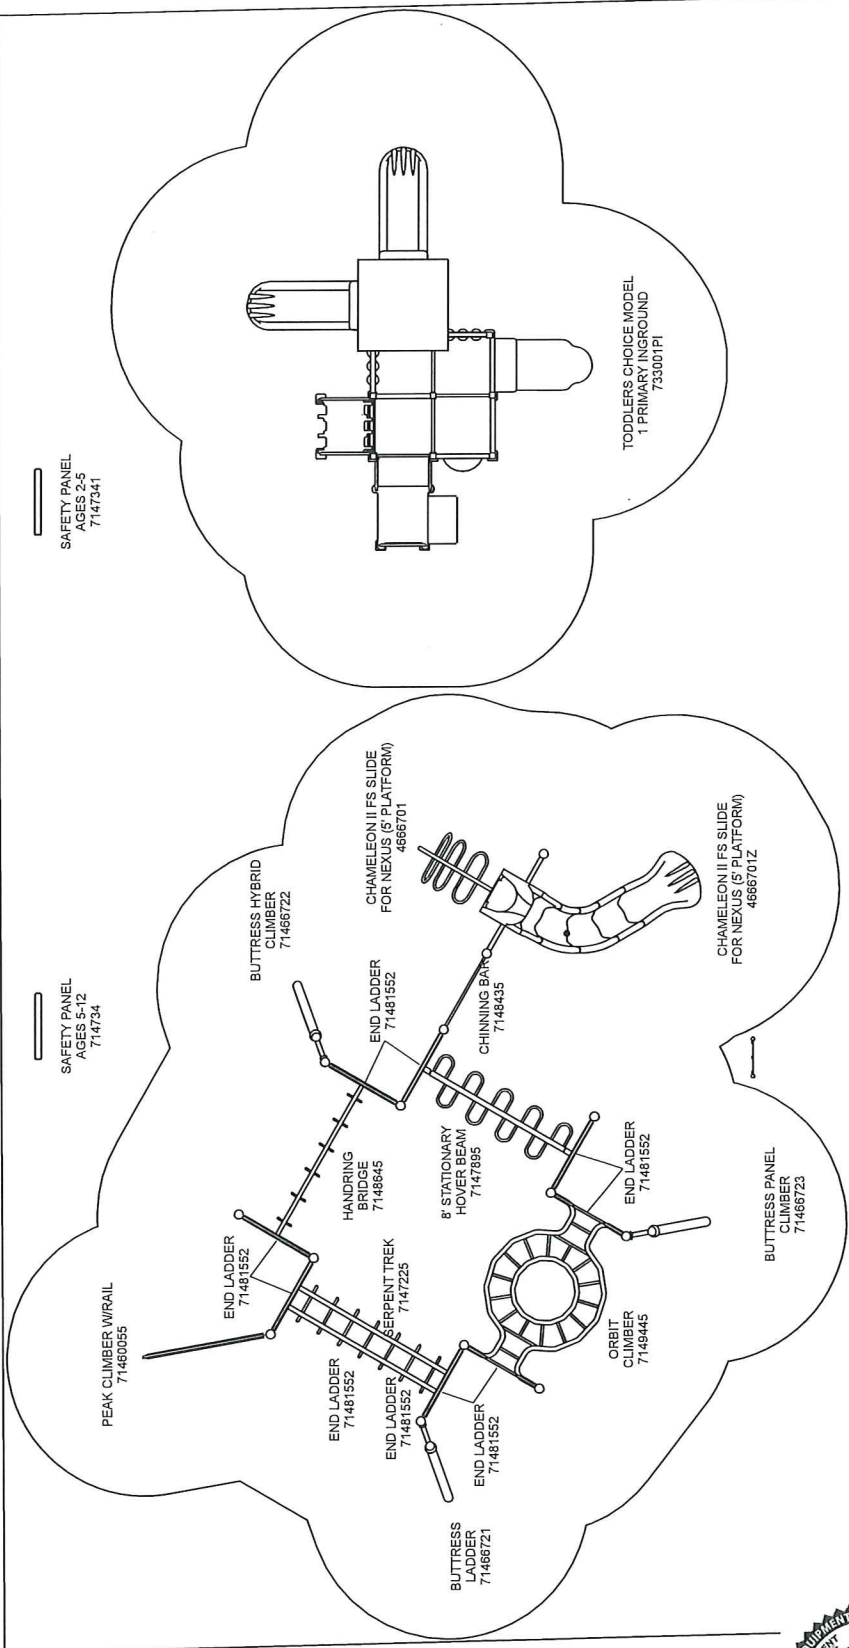 SAFETY PANEL
AGES 5-12
714734
SAFETY PANEL
AGES 2-5
7147341
PEAK CLIMBER W/RAIL
71460055
END LADDER
71481552
BUTTRESS HYBRID
CLIMBER
71466722
END LADDER
71481552
HANDRING
BRIDGE
7148645
END LADDER
71481552
CHAMELEON II FS SLIDE
FOR NEXUS (5' PLATFORM)
4666701
END LADDER
71481552
SERPENT TREK
7147225
8' STATIONARY
HOVER BEAM
7147895
CHINNING BAR
7148435
BUTTRESS
LADDER
71466721
END LADDER
71481552
ORBIT
CLIMBER
7149445
END LADDER
71481552
BUTTRESS PANEL
CLIMBER
71466723
CHAMELEON II FS SLIDE
FOR NEXUS (5' PLATFORM)
4666701Z
TODDLERS CHOICE MODEL
1 PRIMARY INGROUND
733001PI